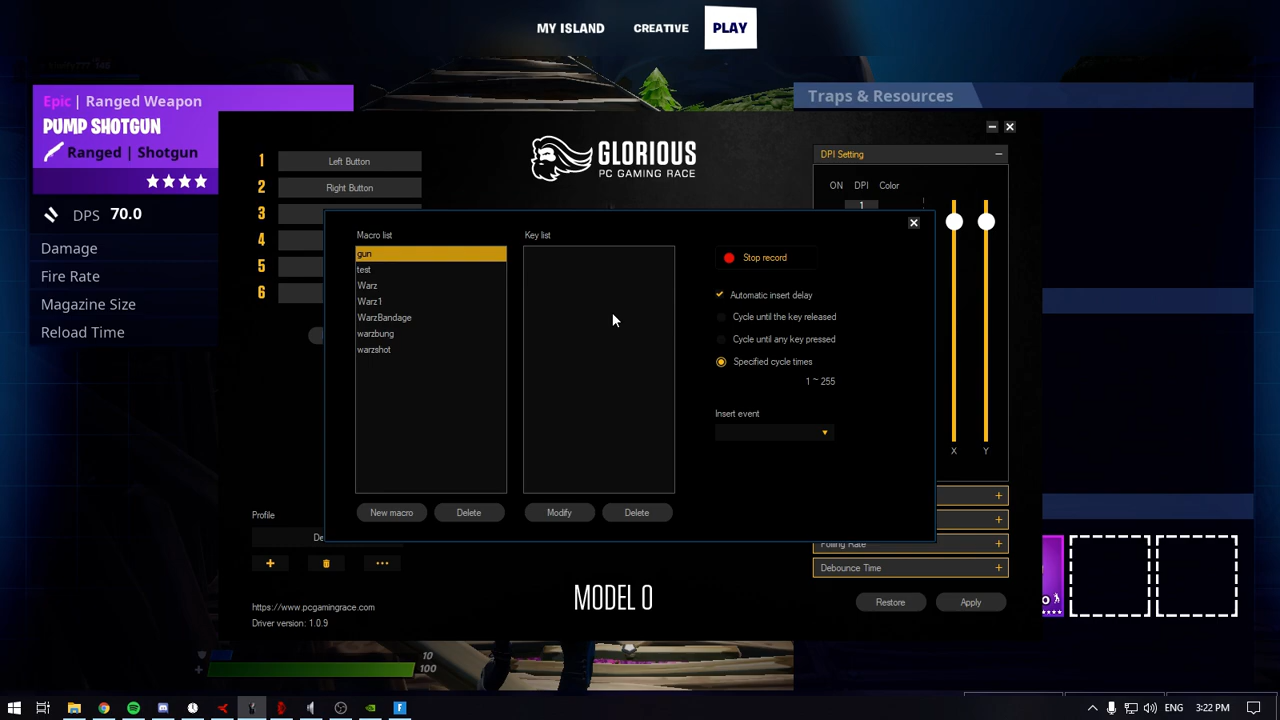 MY ISLAND
CREATIVE
PLAY
Epic | Ranged Weapon
PUMP SHOTGUN
Ranged | Shotgun
DPS 70.0
Damage
Fire Rate
Magazine Size
Reload Time
Traps & Resources
GLORIOUS
PC GAMING RACE
1 Left Button
2 Right Button
3
4
5
6
DPI Setting
ON DPI Color
1
X Y
Macro list
gun
test
Warz
Warz1
WarzBandage
warzbung
warzshot
New macro
Delete
Key list
Modify
Delete
Stop record
Automatic insert delay
Cycle until the key released
Cycle until any key pressed
Specified cycle times
1 ~ 255
Insert event
Profile
Polling Rate
Debounce Time
MODEL O
https://www.pcgamingrace.com
Driver version: 1.0.9
Restore
Apply
10
100
ENG
3:22 PM